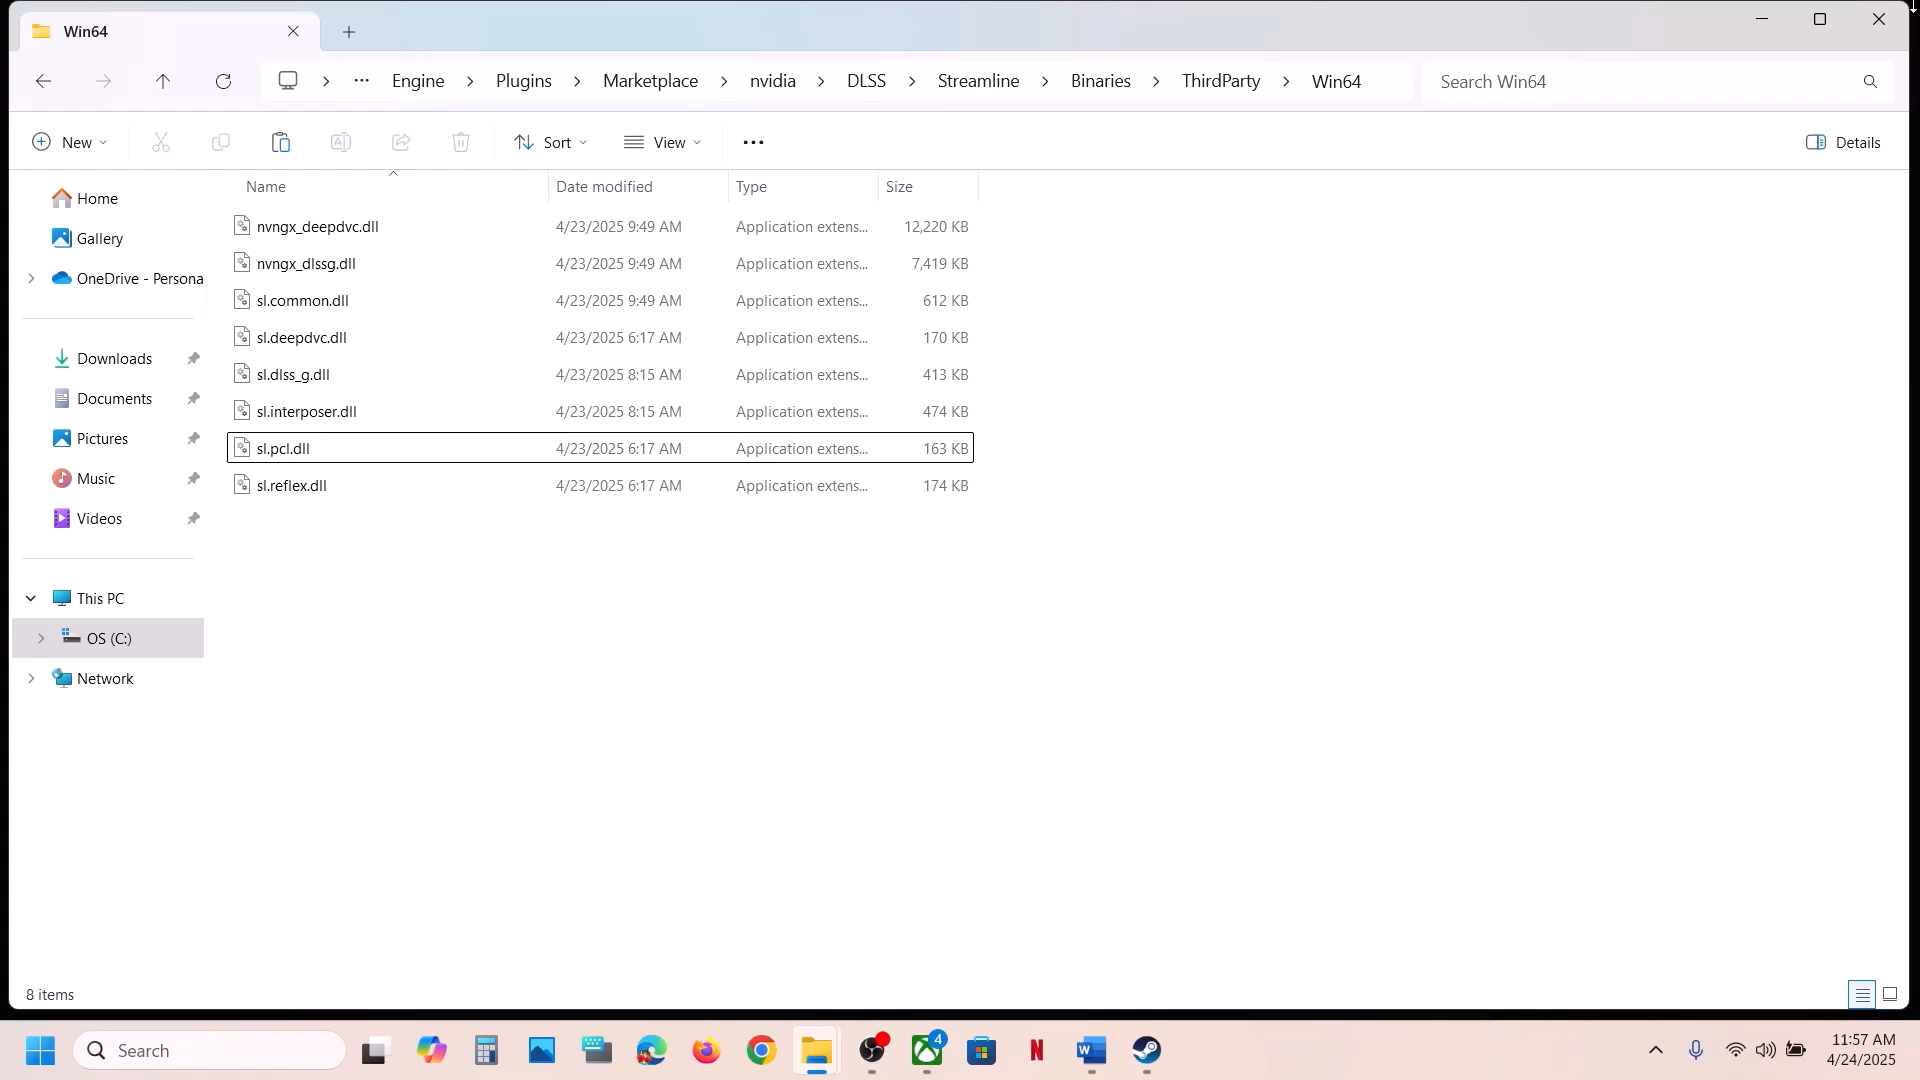 Win64
Engine > Plugins > Marketplace > nvidia > DLSS > Streamline > Binaries > ThirdParty > Win64
Search Win64
New
Sort
View
Details
Name Date modified Type Size
nvngx_deepdvc.dll 4/23/2025 9:49 AM Application extens... 12,220 KB
nvngx_dlssg.dll 4/23/2025 9:49 AM Application extens... 7,419 KB
sl.common.dll 4/23/2025 9:49 AM Application extens... 612 KB
sl.deepdvc.dll 4/23/2025 6:17 AM Application extens... 170 KB
sl.dlss_g.dll 4/23/2025 8:15 AM Application extens... 413 KB
sl.interposer.dll 4/23/2025 8:15 AM Application extens... 474 KB
sl.pcl.dll 4/23/2025 6:17 AM Application extens... 163 KB
sl.reflex.dll 4/23/2025 6:17 AM Application extens... 174 KB
Home
Gallery
OneDrive - Persona
Downloads
Documents
Pictures
Music
Videos
This PC
OS (C:)
Network
8 items
Search
4
11:57 AM
4/24/2025